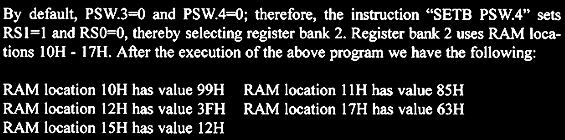 By default, PSW.3=0 and PSW.4=0; therefore, the instruction “SETB PSW.4” sets
RS1=1 and RS0=0, thereby selecting register bank 2. Register bank 2 uses RAM loca-
tions 10H - 17H. After the execution of the above program we have the following:
RAM location 10H has value 99H RAM location 11H has value 85H
RAM location 12H has value 3FH RAM location 17H has value 63H
RAM location 15H has value 12H